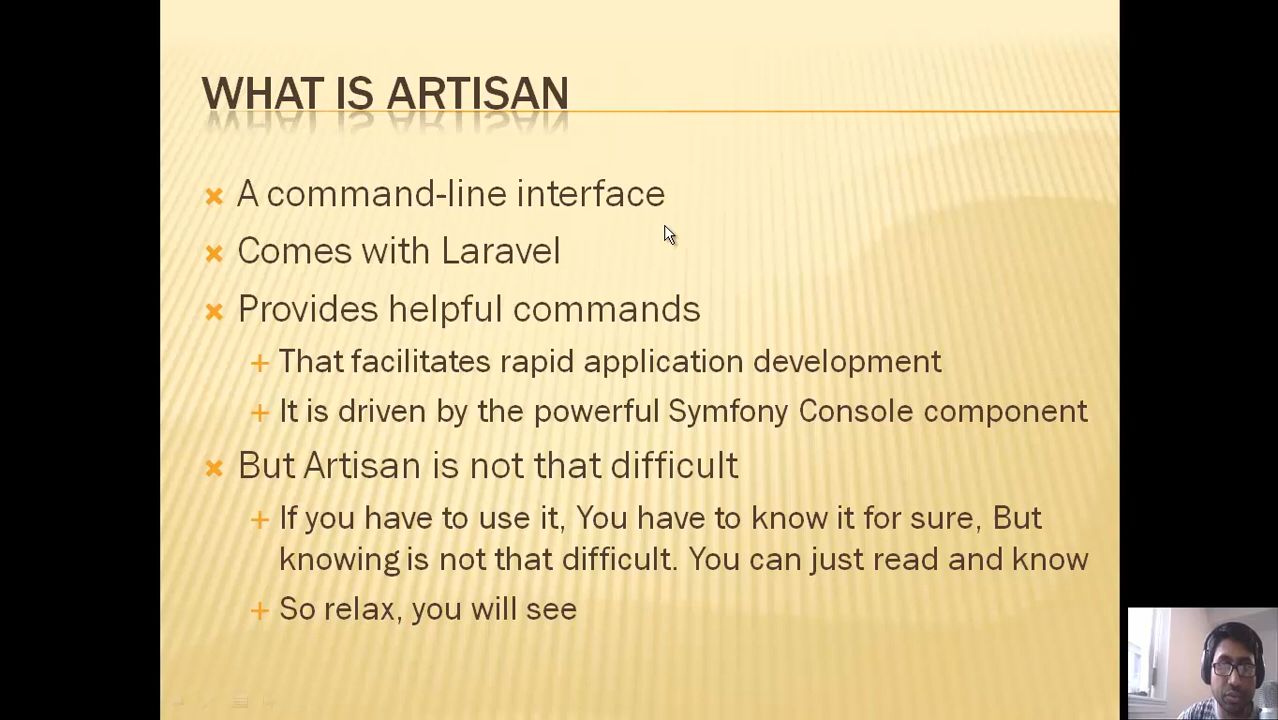 WHAT IS ARTISAN
A command-line interface
Comes with Laravel
Provides helpful commands
That facilitates rapid application development
It is driven by the powerful Symfony Console component
But Artisan is not that difficult
If you have to use it, You have to know it for sure, But
knowing is not that difficult. You can just read and know
So relax, you will see